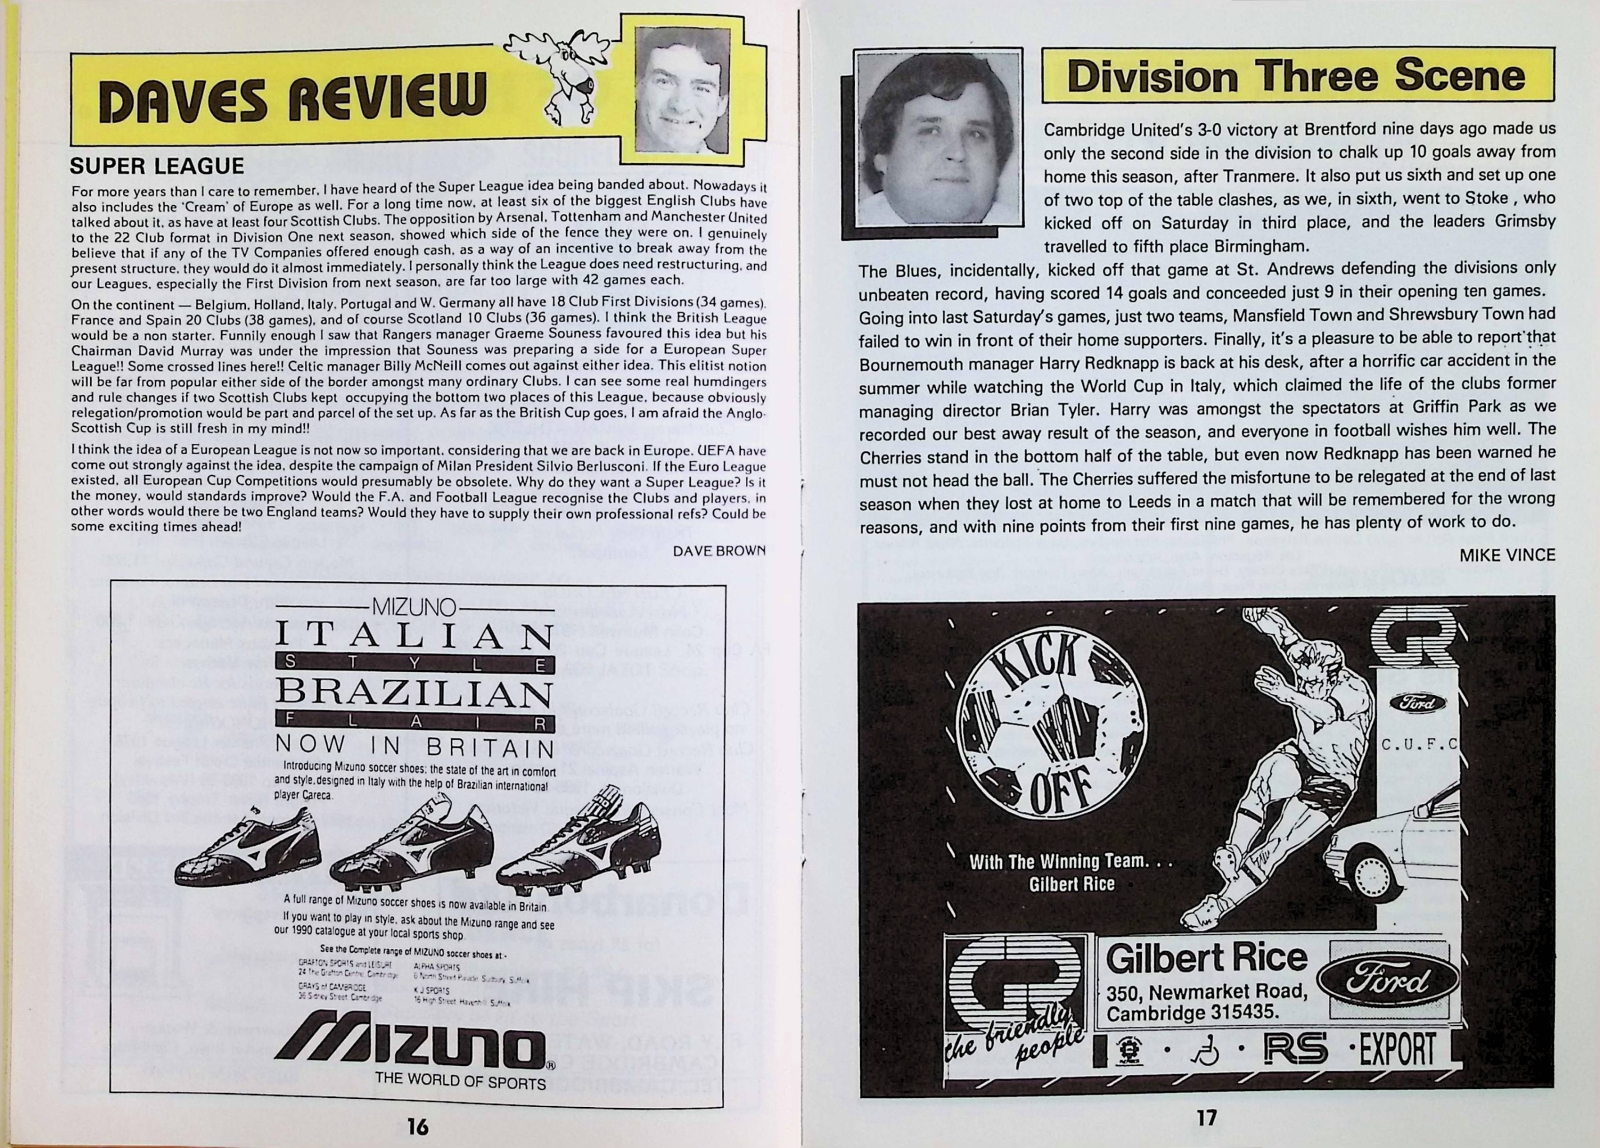 DAVES REVIEW
SUPER LEAGUE
For more years than I care to remember, I have heard of the Super League idea being banded about. Nowadays it
also includes the 'Cream' of Europe as well. For a long time now, at least six of the biggest English Clubs have
talked about it, as have at least four Scottish Clubs. The opposition by Arsenal, Tottenham and Manchester United
to the 22 Club format in Division One next season, showed which side of the fence they were on. I genuinely
believe that if any of the TV Companies offered enough cash, as a way of an incentive to break away from the
present structure, they would do it almost immediately. I personally think the League does need restructuring, and
our Leagues, especially the First Division from next season, are far too large with 42 games each.
On the continent — Belgium, Holland, Italy, Portugal and W. Germany all have 18 Club First Divisions (34 games).
France and Spain 20 Clubs (38 games), and of course Scotland 10 Clubs (36 games). I think the British League
would be a non starter. Funnily enough I saw that Rangers manager Graeme Souness favoured this idea but his
Chairman David Murray was under the impression that Souness was preparing a side for a European Super
League!! Some crossed lines here!! Celtic manager Billy McNeill comes out against either idea. This elitist notion
will be far from popular either side of the border amongst many ordinary Clubs. I can see some real humdingers
and rule changes if two Scottish Clubs kept occupying the bottom two places of this League, because obviously
relegation/promotion would be part and parcel of the set up. As far as the British Cup goes, I am afraid the Anglo-
Scottish Cup is still fresh in my mind!!
I think the idea of a European League is not now so important, considering that we are back in Europe. UEFA have
come out strongly against the idea, despite the campaign of Milan President Silvio Berlusconi. If the Euro League
existed, all European Cup Competitions would presumably be obsolete. Why do they want a Super League? Is it
the money, would standards improve? Would the F.A. and Football League recognise the Clubs and players, in
other words would there be two England teams? Would they have to supply their own professional refs? Could be
some exciting times ahead!
DAVE BROWN
MIZUNO
ITALIAN
STYLE
BRAZILIAN
FLAIR
NOW IN BRITAIN
Introducing Mizuno soccer shoes; the state of the art in comfort
and style, designed in Italy with the help of Brazilian international
player Careca.
A full range of Mizuno soccer shoes is now available in Britain.
If you want to play in style, ask about the Mizuno range and see
our 1990 catalogue at your local sports shop
See the Complete range of MIZUNO soccer shoes at:-
GRAFTON SPORTS and LEISURE
24 The Grafton Centre, Cambridge
GRAYS of CAMBRIDGE
36 Sidney Street Cambridge
ALPHA SPORTS
6 North Street Parade Sudbury Suffolk
K J SPORTS
16 High Street Haverhill Suffolk
MIZUNO®
THE WORLD OF SPORTS
16
Division Three Scene
Cambridge United's 3-0 victory at Brentford nine days ago made us
only the second side in the division to chalk up 10 goals away from
home this season, after Tranmere. It also put us sixth and set up one
of two top of the table clashes, as we, in sixth, went to Stoke , who
kicked off on Saturday in third place, and the leaders Grimsby
travelled to fifth place Birmingham.
The Blues, incidentally, kicked off that game at St. Andrews defending the divisions only
unbeaten record, having scored 14 goals and conceeded just 9 in their opening ten games.
Going into last Saturday's games, just two teams, Mansfield Town and Shrewsbury Town had
failed to win in front of their home supporters. Finally, it's a pleasure to be able to report that
Bournemouth manager Harry Redknapp is back at his desk, after a horrific car accident in the
summer while watching the World Cup in Italy, which claimed the life of the clubs former
managing director Brian Tyler. Harry was amongst the spectators at Griffin Park as we
recorded our best away result of the season, and everyone in football wishes him well. The
Cherries stand in the bottom half of the table, but even now Redknapp has been warned he
must not head the ball. The Cherries suffered the misfortune to be relegated at the end of last
season when they lost at home to Leeds in a match that will be remembered for the wrong
reasons, and with nine points from their first nine games, he has plenty of work to do.
MIKE VINCE
KICK
OFF
GR
Ford
C.U.F.C
With The Winning Team. . .
Gilbert Rice
GR
the friendly
people
Gilbert Rice
350, Newmarket Road,
Cambridge 315435.
Ford
RS · EXPORT
17